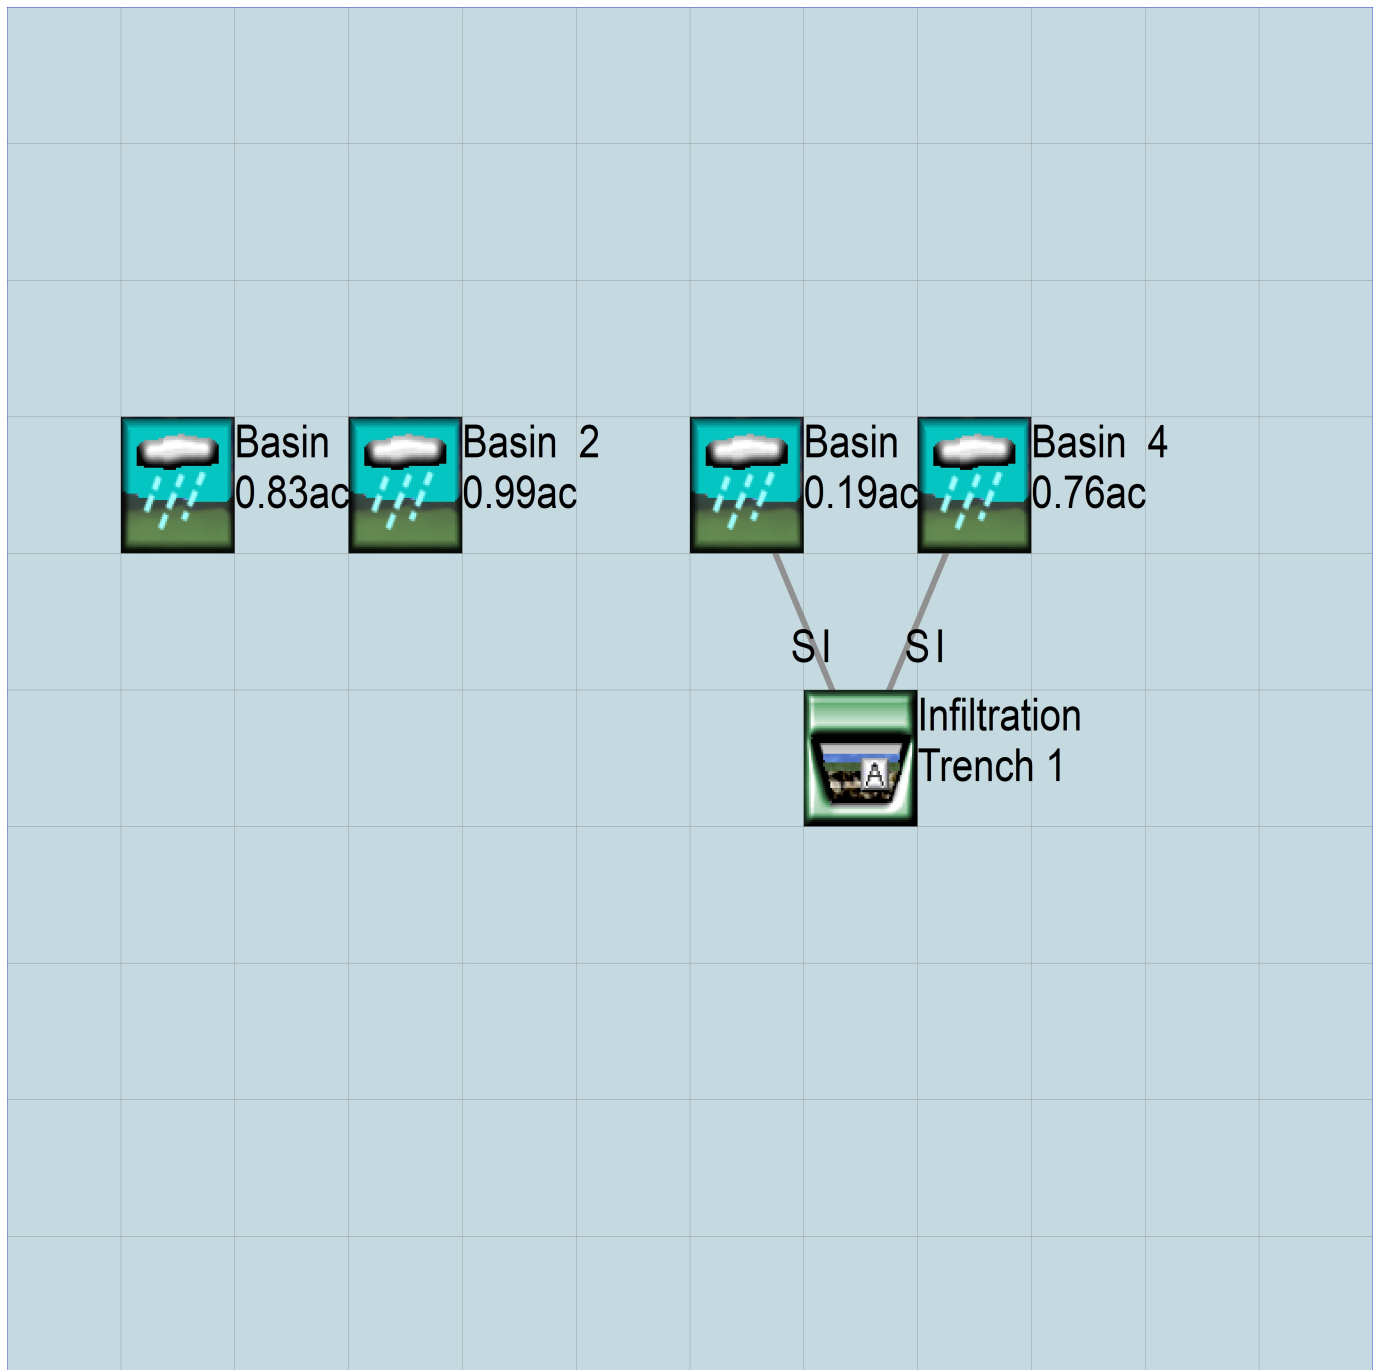 Basin
0.83ac
Basin 2
0.99ac
Basin
0.19ac
Basin 4
0.76ac
SI
SI
Infiltration
Trench 1
A